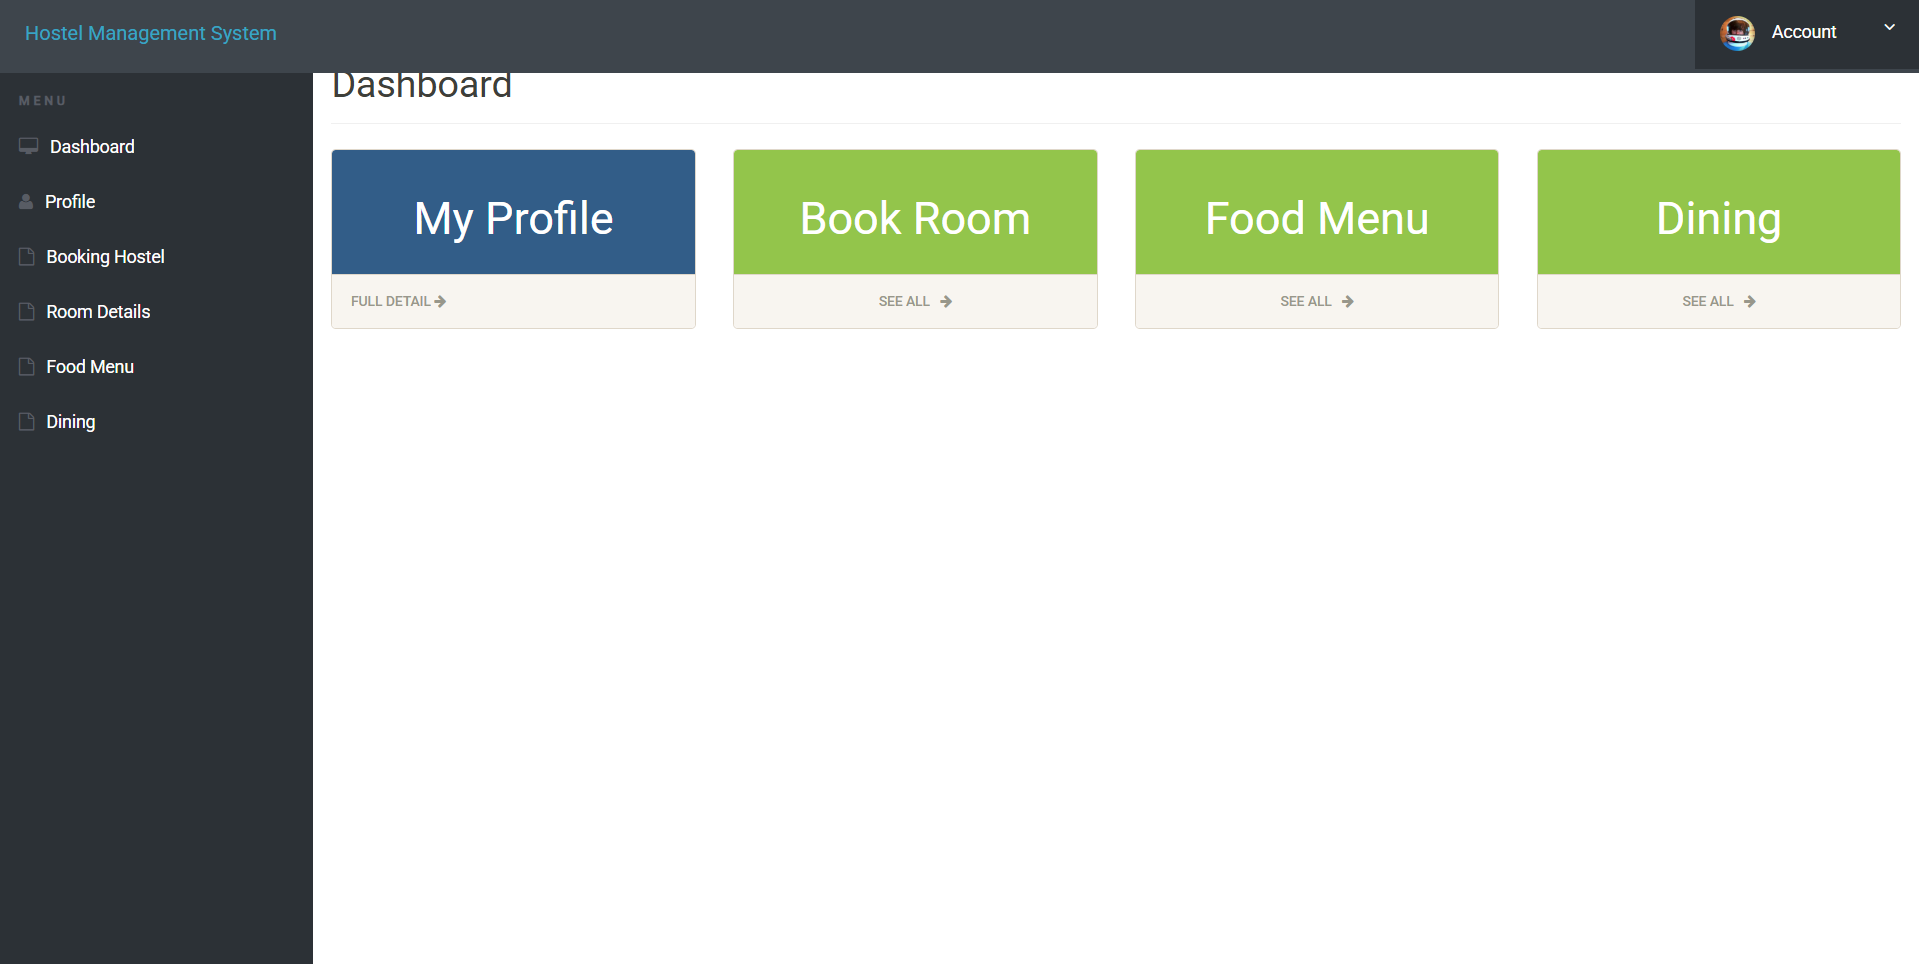 Hostel Management System
Account
MENU
Dashboard
Profile
Booking Hostel
Room Details
Food Menu
Dining
Dashboard
My Profile
FULL DETAIL
Book Room
SEE ALL
Food Menu
SEE ALL
Dining
SEE ALL